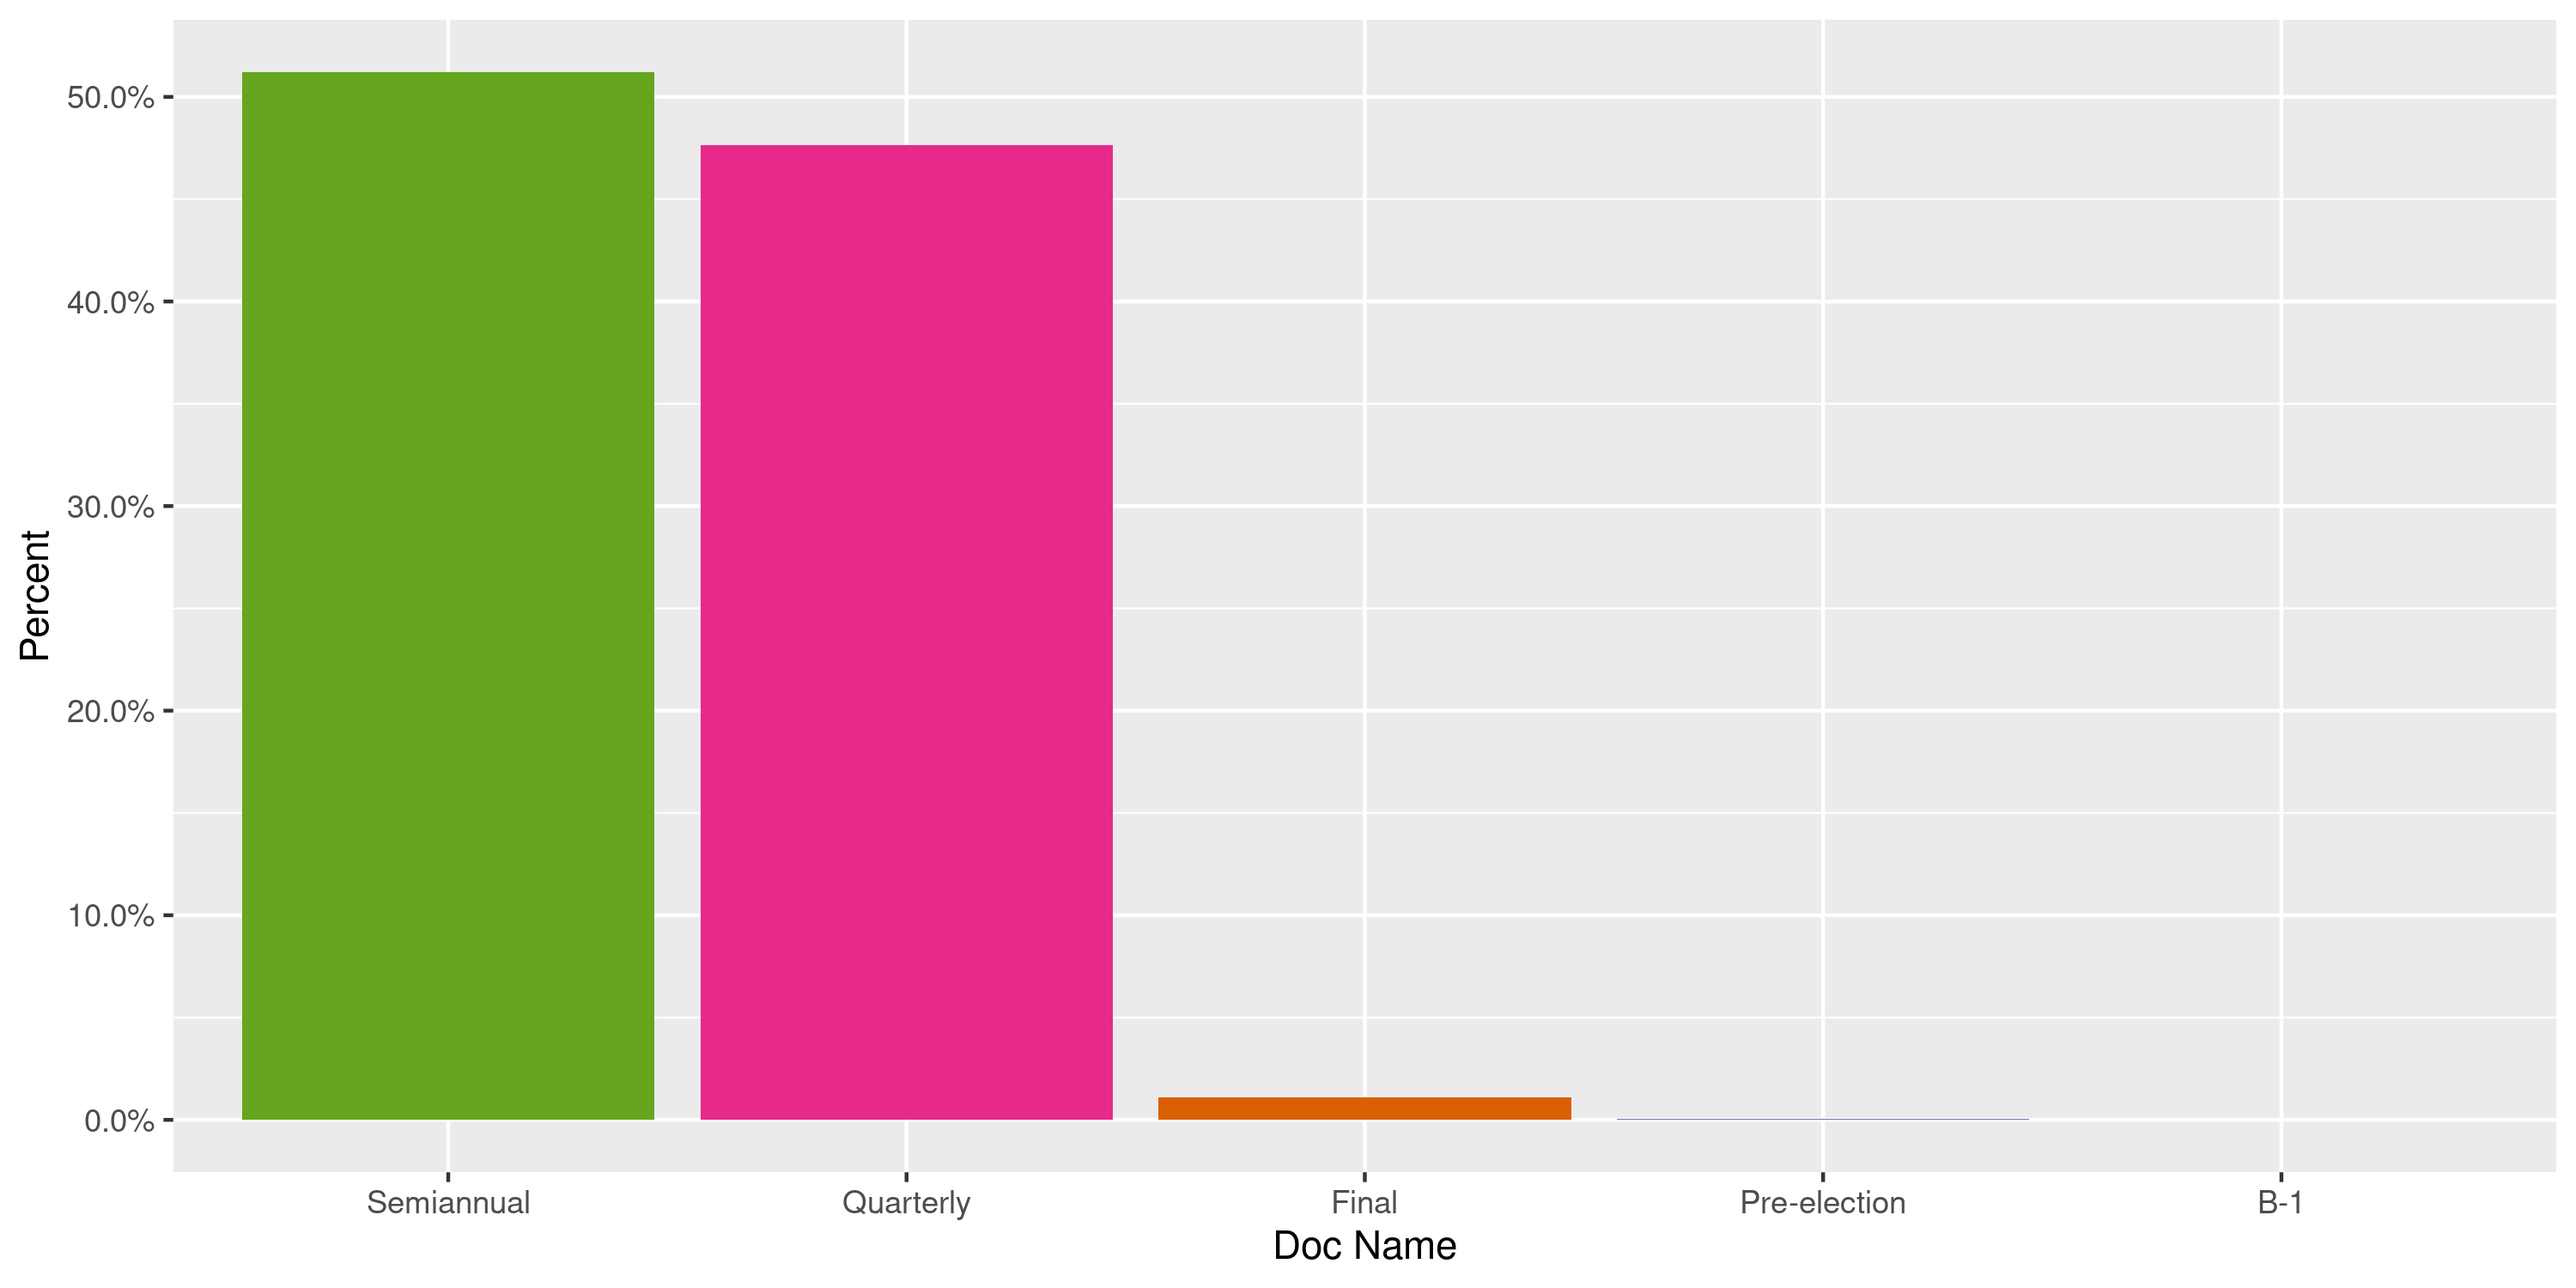 Percent
50.0%
40.0%
30.0%
20.0%
10.0%
0.0%
Semiannual Quarterly Final Pre-election B-1
Doc Name